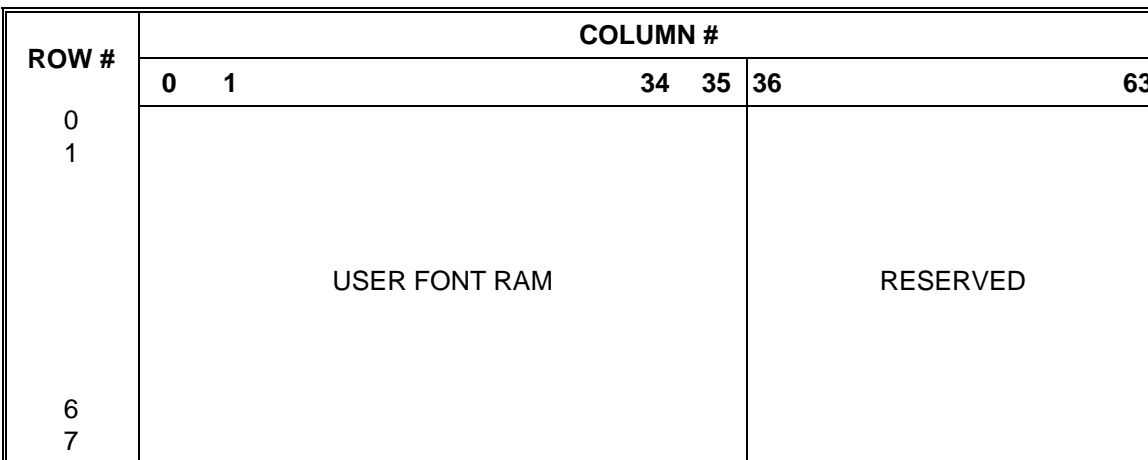 COLUMN #
ROW #
0 1 34 35 36 63
0
1
USER FONT RAM RESERVED
6
7